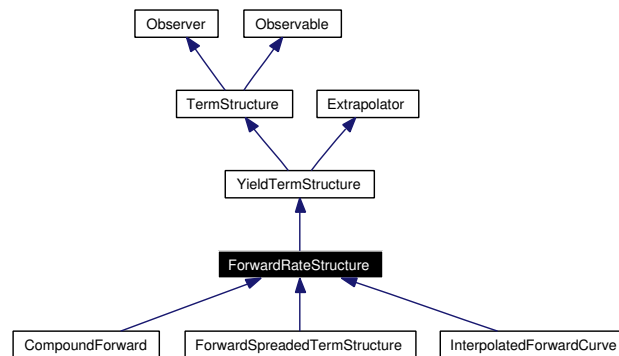 Observer
Observable
TermStructure
Extrapolator
YieldTermStructure
ForwardRateStructure
CompoundForward
ForwardSpreadedTermStructure
InterpolatedForwardCurve